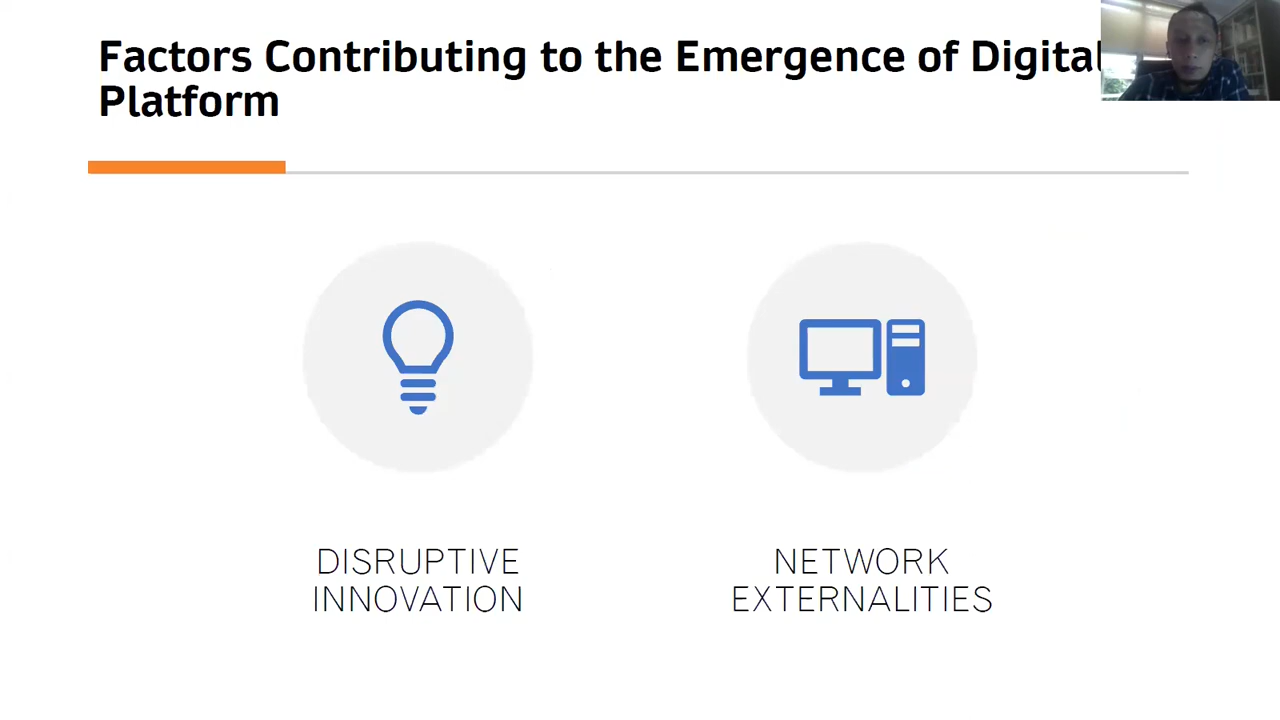 Factors Contributing to the Emergence of Digital
Platform
DISRUPTIVE
INNOVATION
NETWORK
EXTERNALITIES